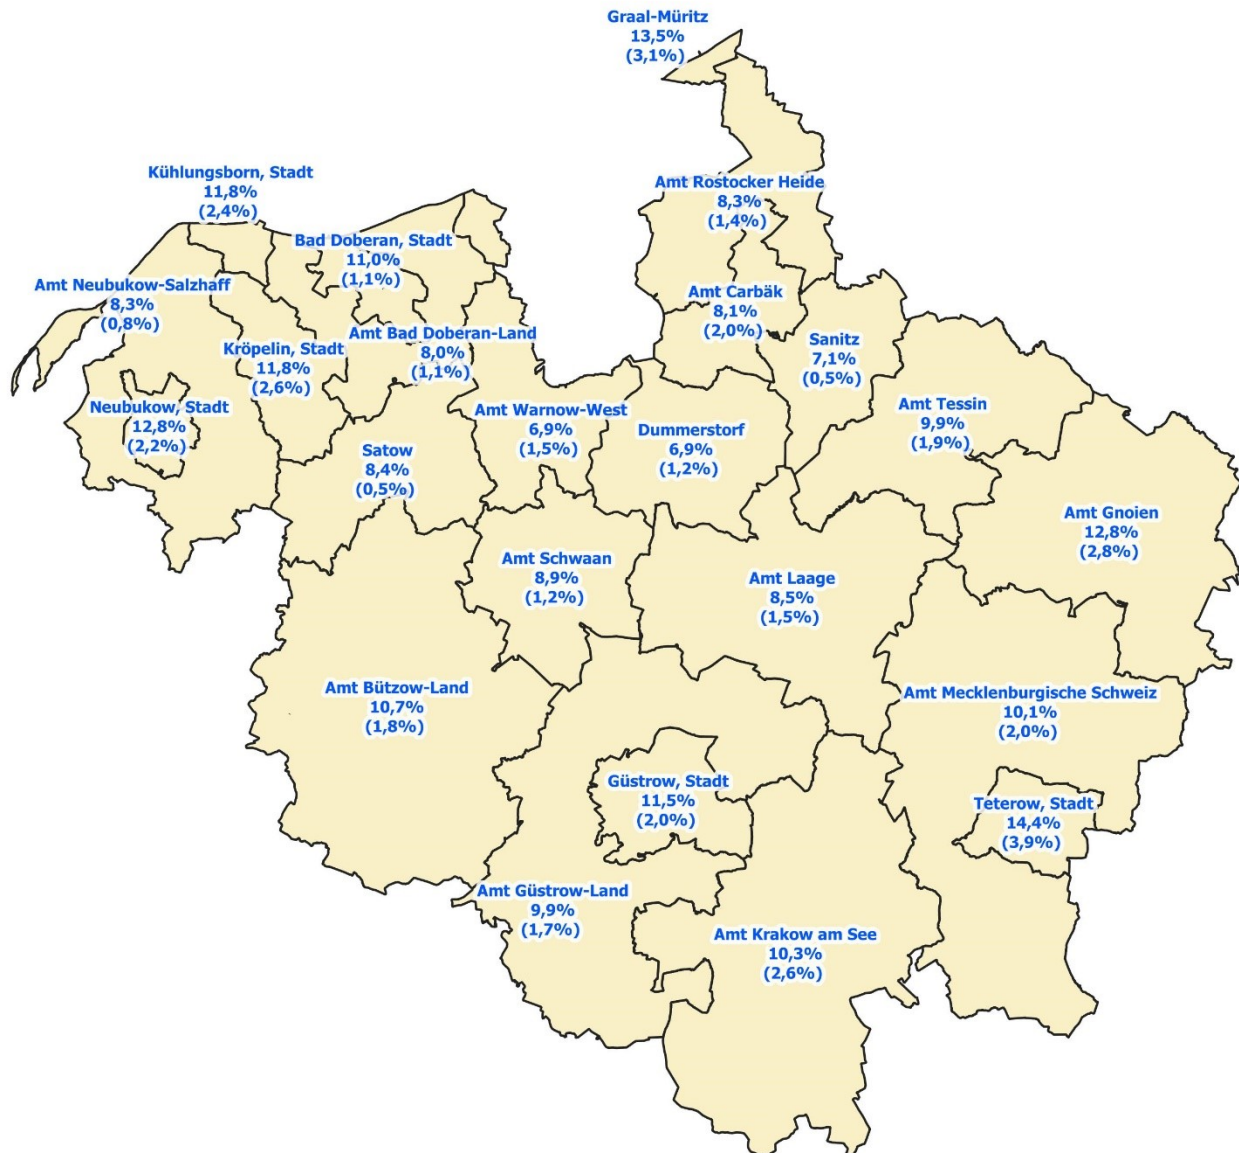 Graal-Müritz
13,5%
(3,1%)
Kühlungsborn, Stadt
11,8%
(2,4%)
Amt Rostocker Heide
8,3%
(1,4%)
Bad Doberan, Stadt
11,0%
(1,1%)
Amt Neubukow-Salzhaff
8,3%
(0,8%)
Amt Carbäk
8,1%
(2,0%)
Amt Bad Doberan-Land
8,0%
(1,1%)
Sanitz
7,1%
(0,5%)
Kröpelin, Stadt
11,8%
(2,6%)
Neubukow, Stadt
12,8%
(2,2%)
Amt Warnow-West
6,9%
(1,5%)
Amt Tessin
9,9%
(1,9%)
Dummerstorf
6,9%
(1,2%)
Satow
8,4%
(0,5%)
Amt Gnoien
12,8%
(2,8%)
Amt Schwaan
8,9%
(1,2%)
Amt Laage
8,5%
(1,5%)
Amt Bützow-Land
10,7%
(1,8%)
Amt Mecklenburgische Schweiz
10,1%
(2,0%)
Güstrow, Stadt
11,5%
(2,0%)
Teterow, Stadt
14,4%
(3,9%)
Amt Güstrow-Land
9,9%
(1,7%)
Amt Krakow am See
10,3%
(2,6%)